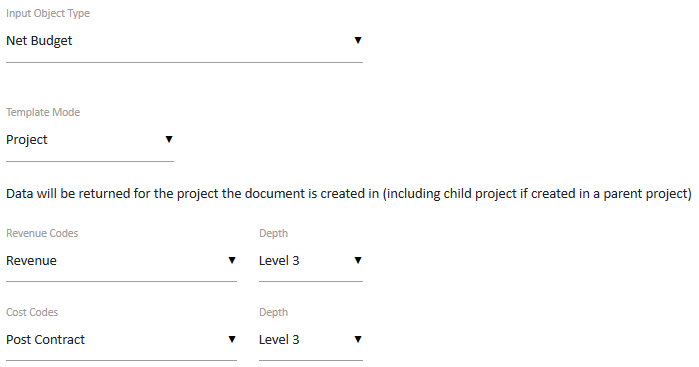 Input Object Type
Net Budget
Template Mode
Project
Data will be returned for the project the document is created in (including child project if created in a parent project)
Revenue Codes Depth
Revenue Level 3
Cost Codes Depth
Post Contract Level 3